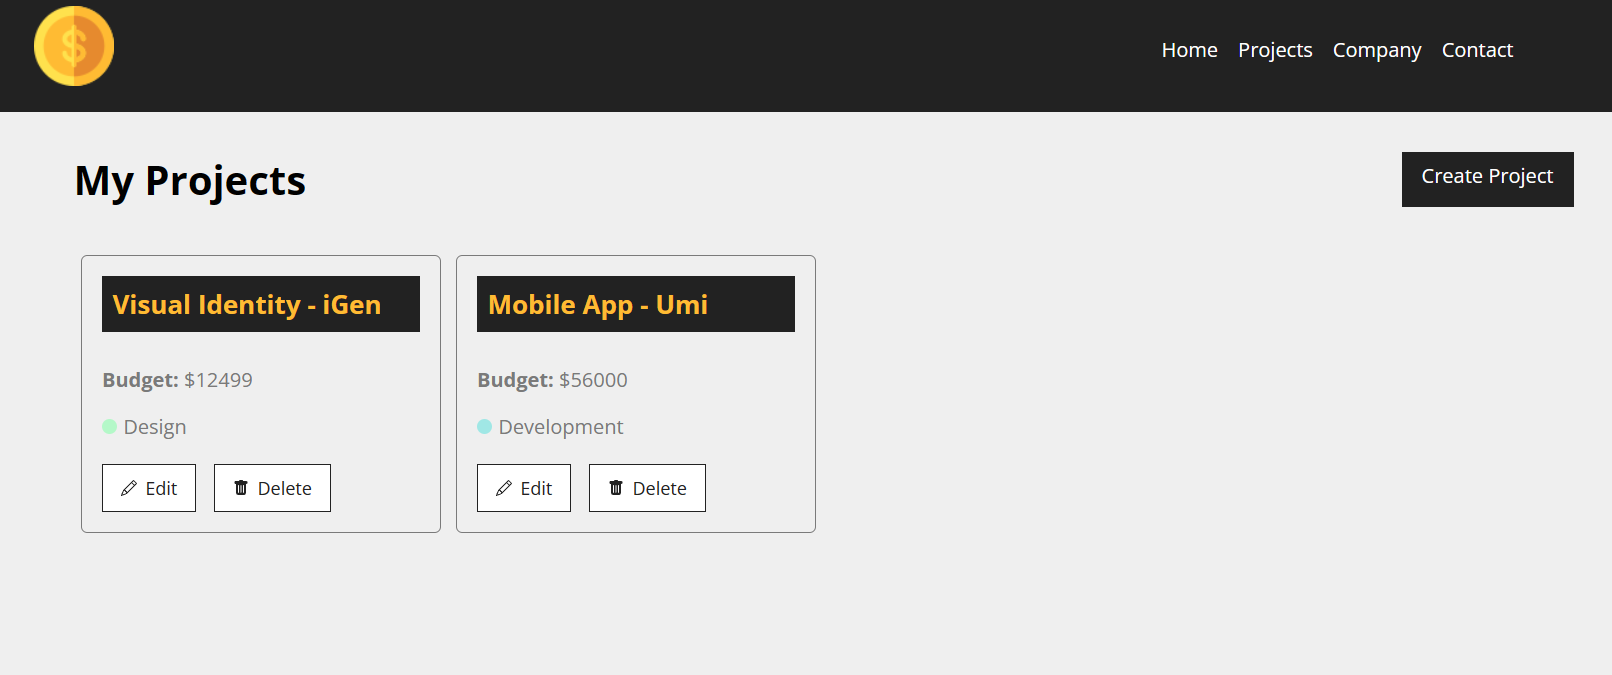 $
Home Projects Company Contact
My Projects
Create Project
Visual Identity - iGen
Budget: $12499
Design
Edit Delete
Mobile App - Umi
Budget: $56000
Development
Edit Delete